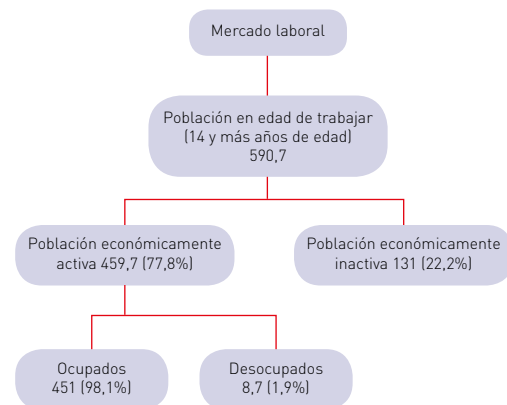 Mercado laboral
Población en edad de trabajar
(14 y más años de edad)
590,7
Población económicamente
activa 459,7 (77,8%)
Población económicamente
inactiva 131 (22,2%)
Ocupados
451 (98,1%)
Desocupados
8,7 (1,9%)